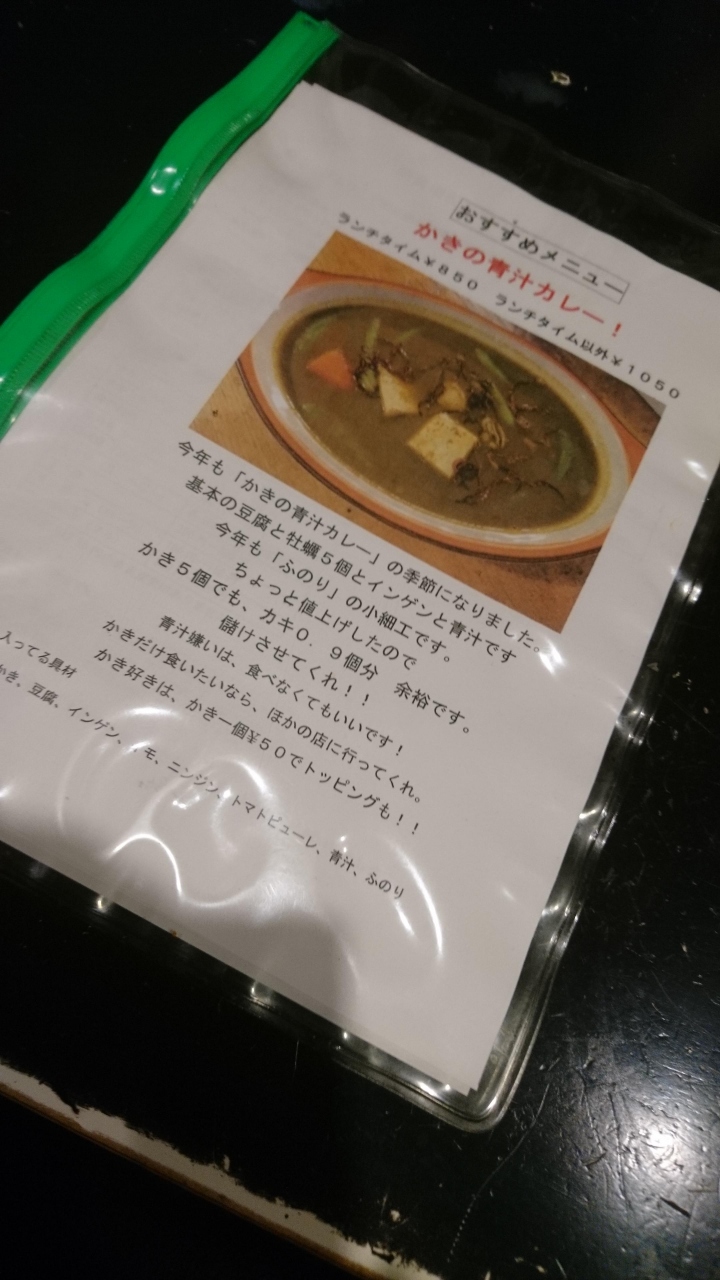 おすすめメニュー
かきの青汁カレー！
ランチタイム￥８５０　ランチタイム以外￥１０５０
今年も「かきの青汁カレー」の季節になりました。
基本の豆腐と牡蠣５個とインゲンと青汁です
今年も「ふのり」の小細工です。
ちょっと値上げしたので
かき５個でも、カキ０．９個分　余裕です。
儲けさせてくれ！！
青汁嫌いは、食べなくてもいいです！
かきだけ食いたいなら、ほかの店に行ってくれ。
かき好きは、かき一個¥５０でトッピングも！！
入ってる具材
かき。豆腐。インゲン、モ、ニンジン、トマトピューレ、青汁、ふのり